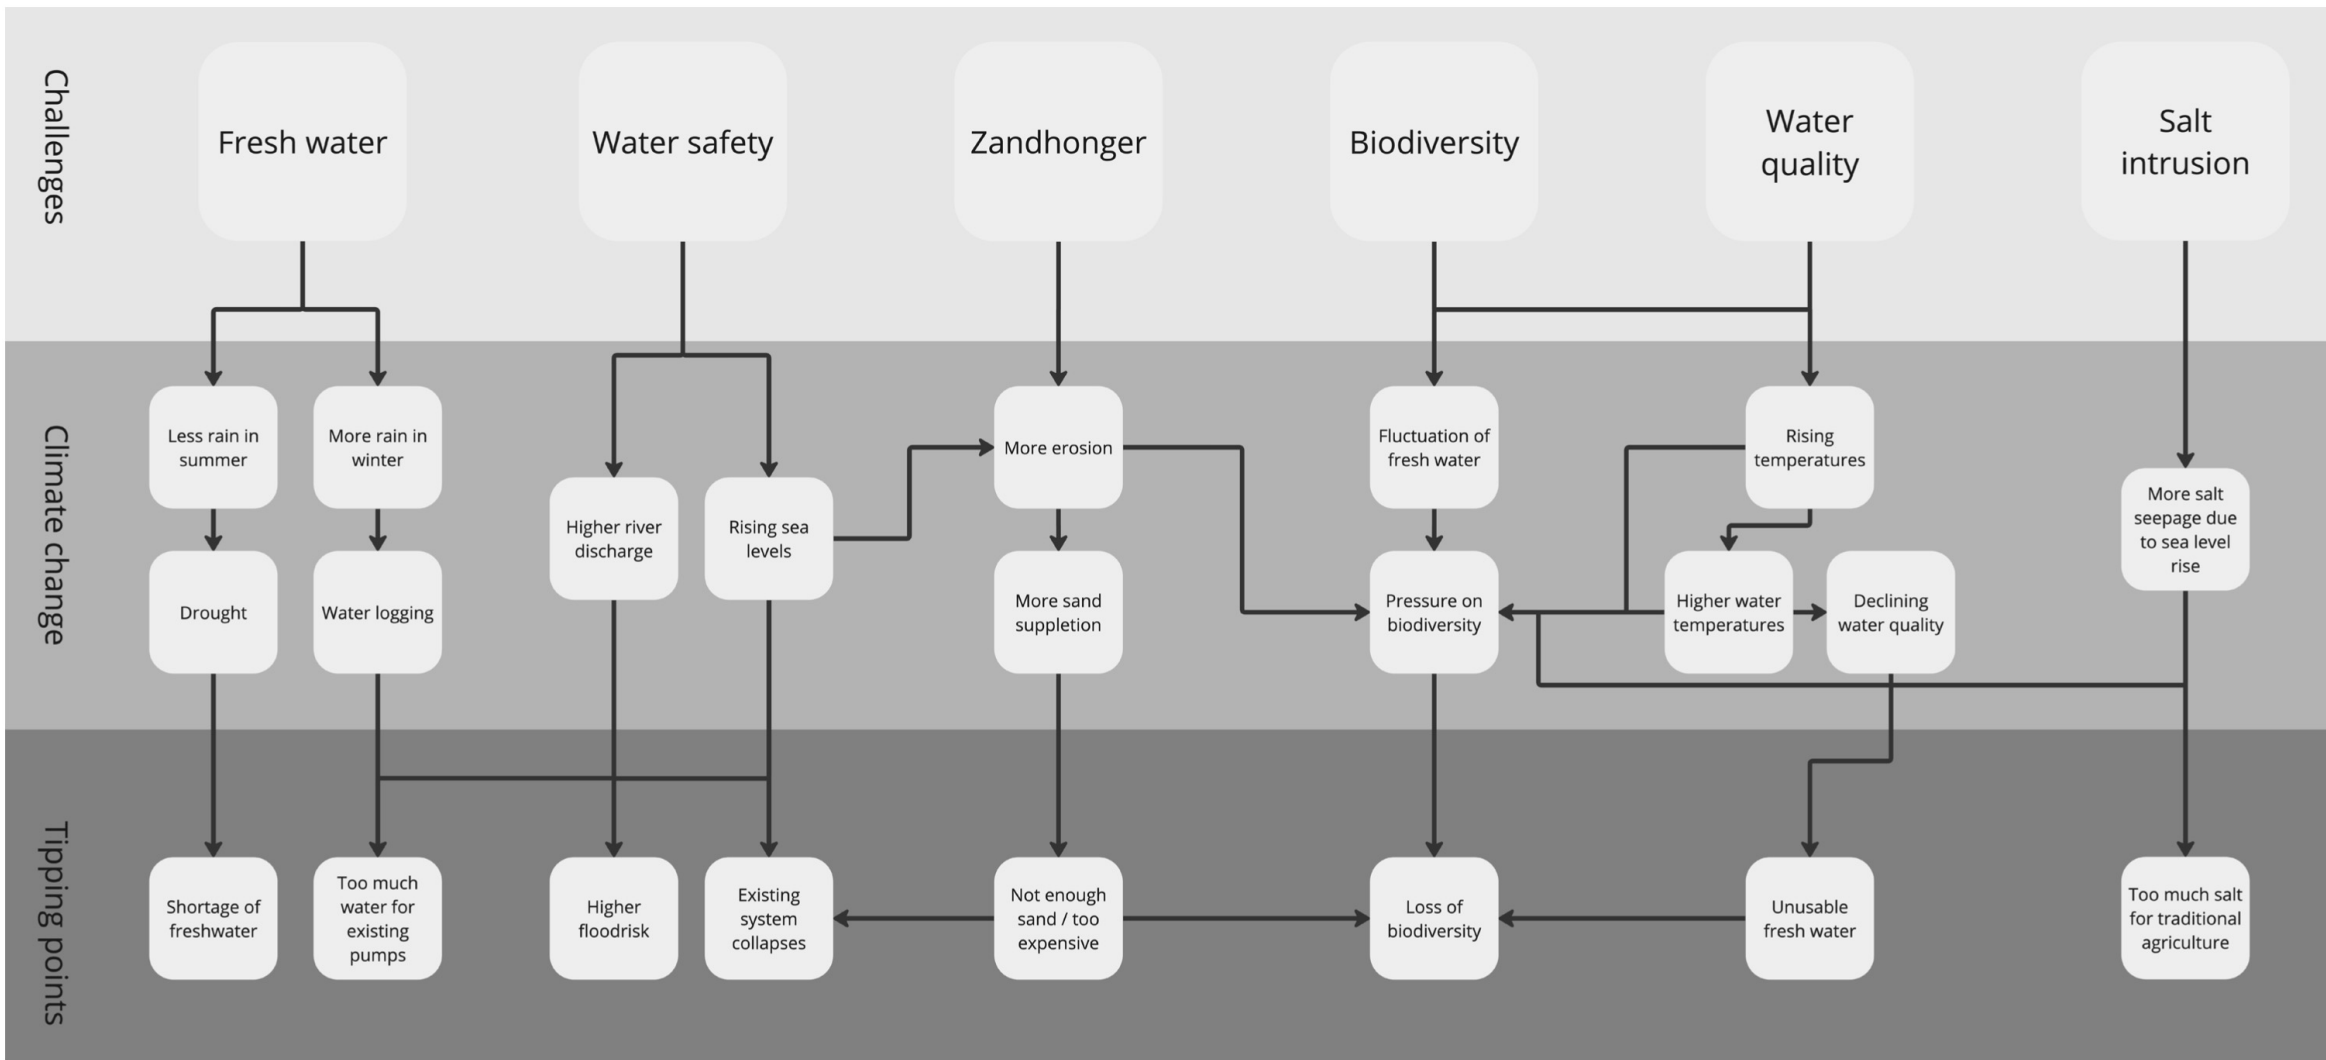 Challenges
Fresh water
Water safety
Zandhonger
Biodiversity
Water
quality
Salt
intrusion
Climate change
Less rain in
summer
More rain in
winter
Higher river
discharge
Rising sea
levels
More erosion
Fluctuation of
fresh water
Rising
temperatures
More salt
seepage due
to sea level
rise
Drought
Water logging
More sand
suppletion
Pressure on
biodiversity
Higher water
temperatures
Declining
water quality
Tipping points
Shortage of
freshwater
Too much
water for
existing
pumps
Higher
floodrisk
Existing
system
collapses
Not enough
sand / too
expensive
Loss of
biodiversity
Unusable
fresh water
Too much salt
for traditional
agriculture